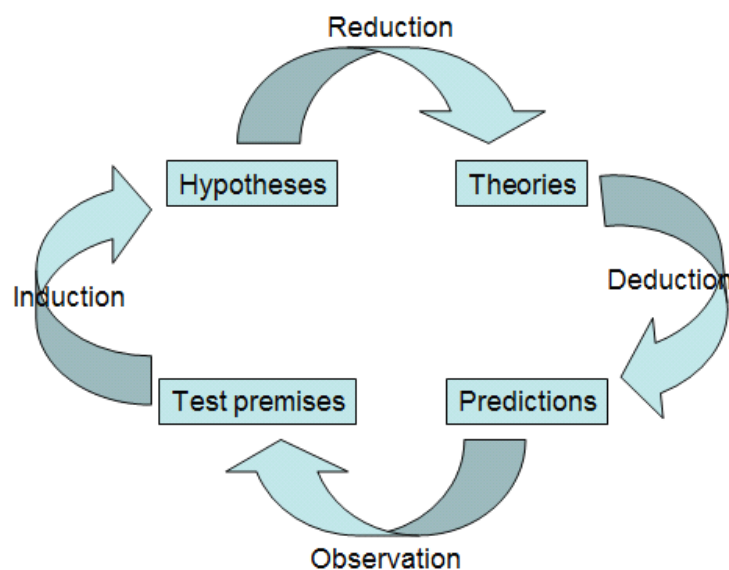 Reduction
Hypotheses
Theories
Induction
Deduction
Test premises
Predictions
Observation